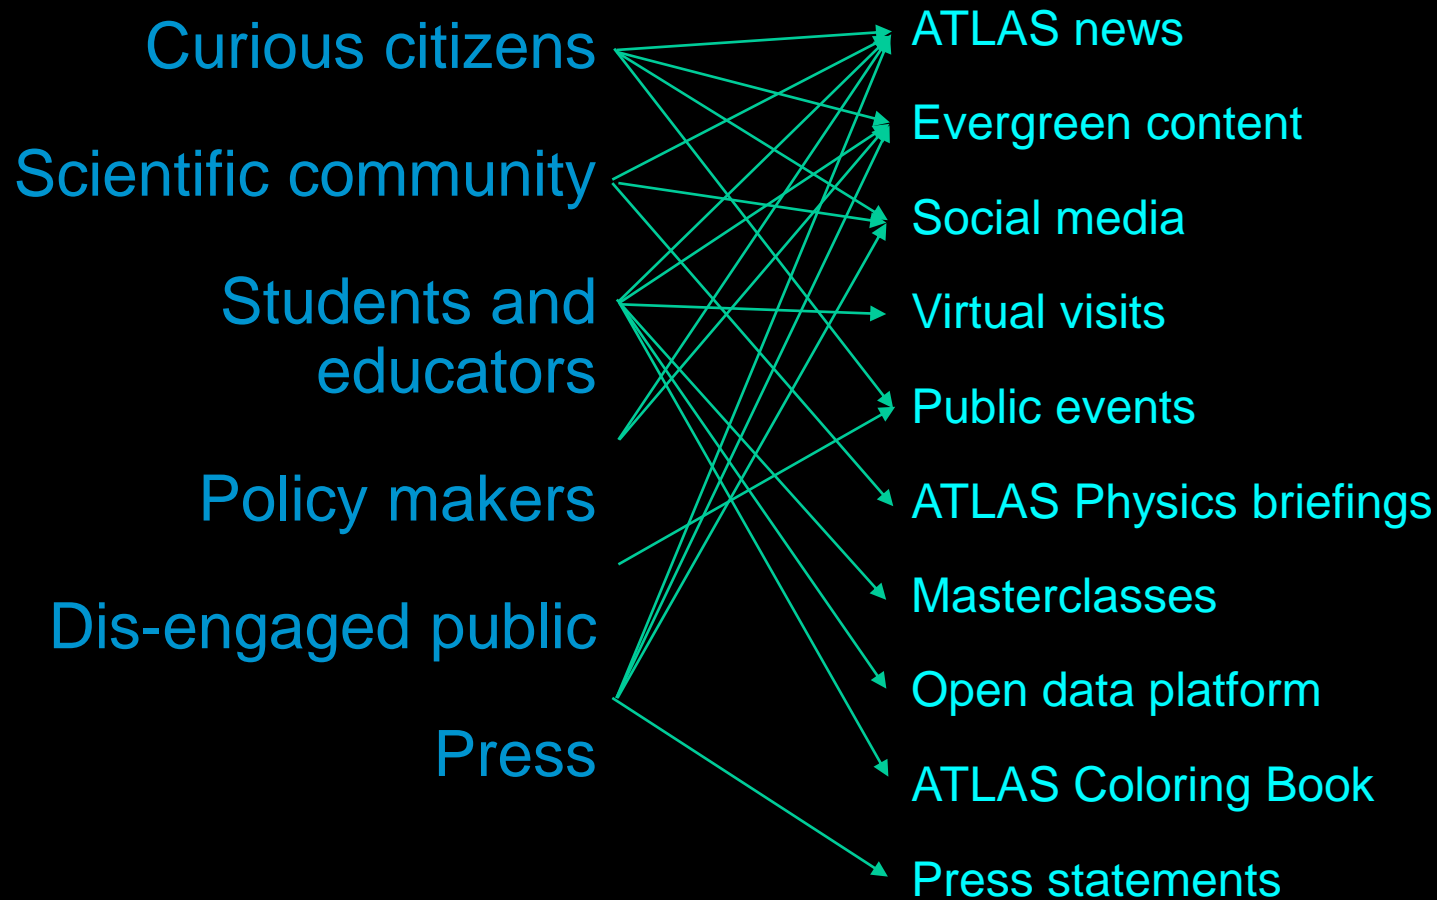 Curious citizens
Scientific community
Students and
educators
Policy makers
Dis-engaged public
Press
ATLAS news
Evergreen content
Social media
Virtual visits
Public events
ATLAS Physics briefings
Masterclasses
Open data platform
ATLAS Coloring Book
Press statements